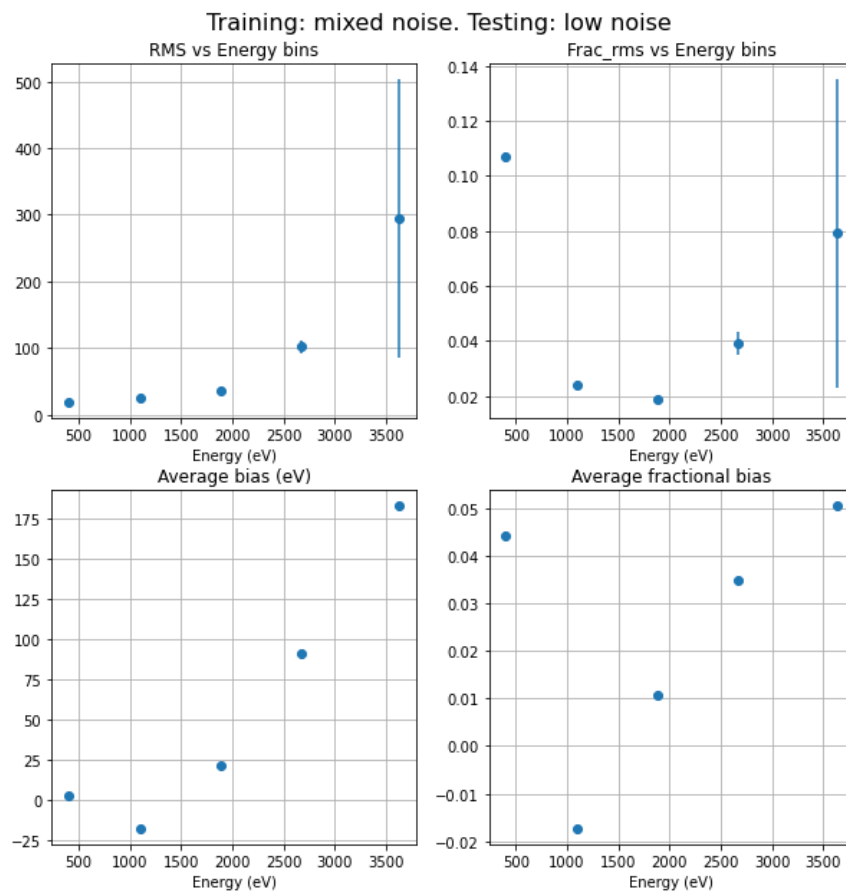 Training: mixed noise. Testing: low noise
RMS vs Energy bins
500
400
300
200
100
0
500 1000 1500 2000 2500 3000 3500
Energy (eV)
Frac_rms vs Energy bins
0.14
0.12
0.10
0.08
0.06
0.04
0.02
500 1000 1500 2000 2500 3000 3500
Energy (eV)
Average bias (eV)
175
150
125
100
75
50
25
0
−25
500 1000 1500 2000 2500 3000 3500
Energy (eV)
Average fractional bias
0.05
0.04
0.03
0.02
0.01
0.00
−0.01
−0.02
500 1000 1500 2000 2500 3000 3500
Energy (eV)